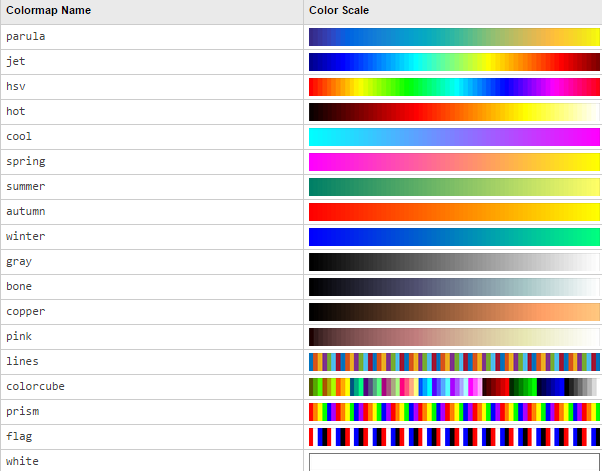 Colormap Name Color Scale
parula
jet
hsv
hot
cool
spring
summer
autumn
winter
gray
bone
copper
pink
lines
colorcube
prism
flag
white